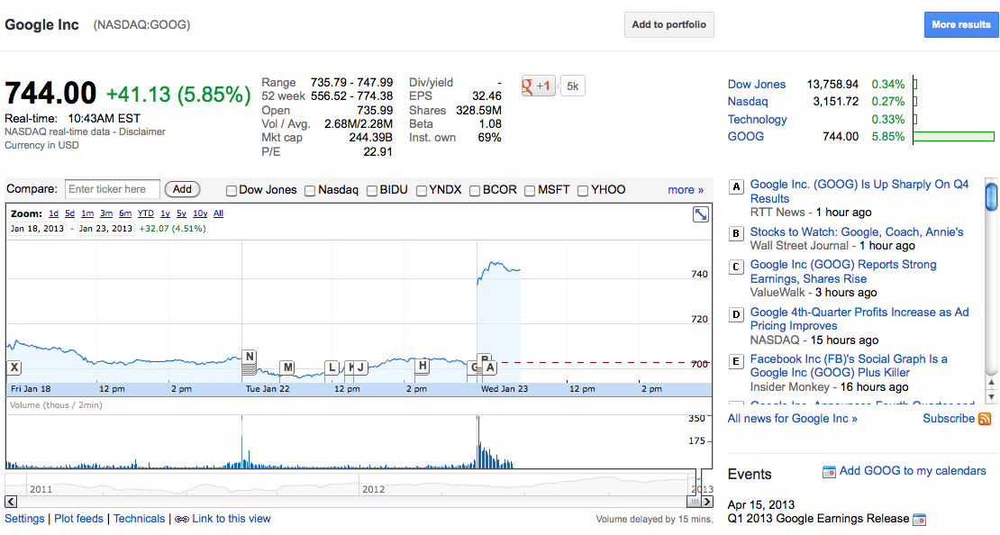 Google Inc (NASDAQ:GOOG)
Add to portfolio
More results
744.00 +41.13 (5.85%)
Real-time: 10:43AM EST
NASDAQ real-time data - Disclaimer
Currency in USD
Range 735.79 - 747.99
52 week 556.52 - 774.38
Open 735.99
Vol / Avg. 2.68M/2.28M
Mkt cap 244.39B
P/E 22.91
Div/yield -
EPS 32.46
Shares 328.59M
Beta 1.08
Inst. own 69%
g +1 5k
Dow Jones 13,758.94 0.34%
Nasdaq 3,151.72 0.27%
Technology 0.33%
GOOG 744.00 5.85%
Compare: Enter ticker here Add Dow Jones Nasdaq BIDU YNDX BCOR MSFT YHOO more »
Zoom: 1d 5d 1m 3m 6m YTD 1y 5y 10y All
Jan 18, 2013 - Jan 23, 2013 +32.07 (4.51%)
740
720
700
X N M L K J H G B A
Fri Jan 18 12 pm 2 pm Tue Jan 22 12 pm 2 pm Wed Jan 23 12 pm 2 pm
Volume (thous / 2min)
350
175
2011 2012 2013
Settings | Plot feeds | Technicals | Link to this view
Volume delayed by 15 mins.
A Google Inc. (GOOG) Is Up Sharply On Q4
Results
RTT News - 1 hour ago
B Stocks to Watch: Google, Coach, Annie's
Wall Street Journal - 1 hour ago
C Google Inc (GOOG) Reports Strong
Earnings, Shares Rise
ValueWalk - 3 hours ago
D Google 4th-Quarter Profits Increase as Ad
Pricing Improves
NASDAQ - 15 hours ago
E Facebook Inc (FB)'s Social Graph Is a
Google Inc (GOOG) Plus Killer
Insider Monkey - 16 hours ago
Google Inc. Announces Fourth Quarter and
All news for Google Inc »
Subscribe
Events
Add GOOG to my calendars
Apr 15, 2013
Q1 2013 Google Earnings Release